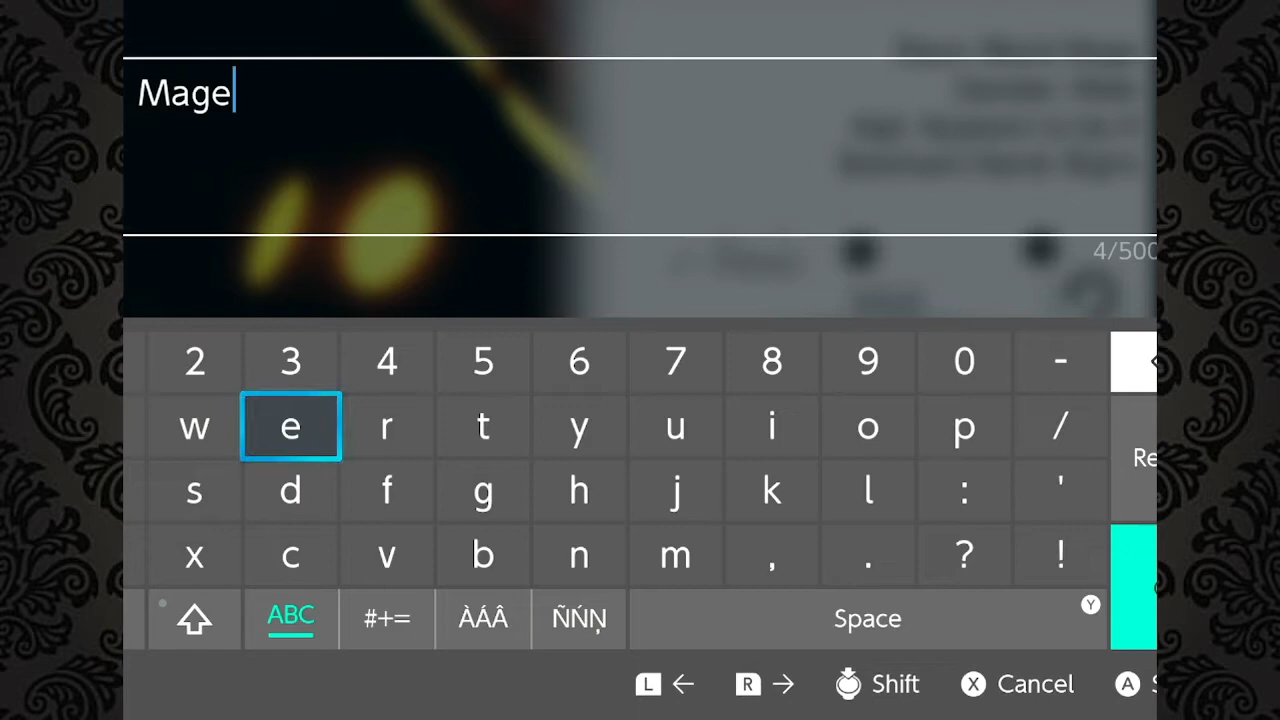 Mage
4/500
2 3 4 5 6 7 8 9 0 -
w e r t y u i o p /
Re
s d f g h j k l : '
x c v b n m , . ? !
ABC #+= ÀÁÂ ÑŃŅ Space Y
L ← R → Shift X Cancel A